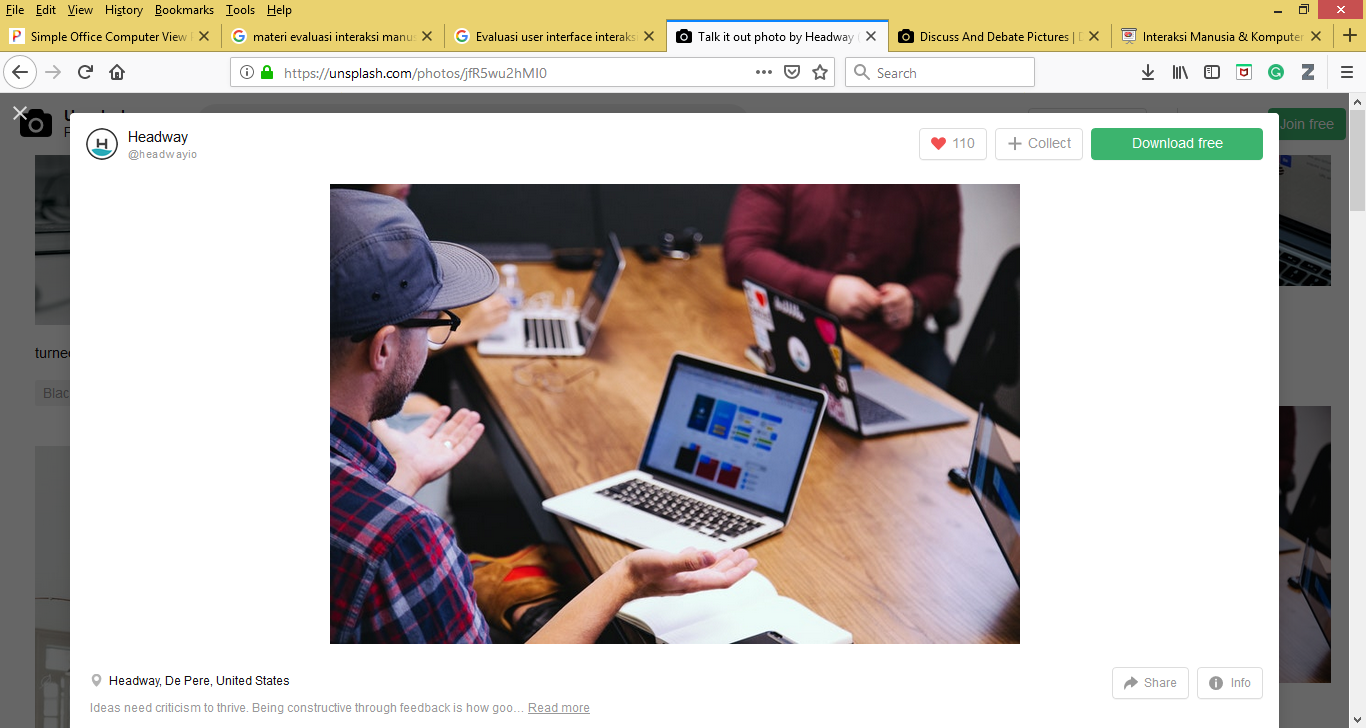 File Edit View History Bookmarks Tools Help
Simple Office Computer View
materi evaluasi interaksi manus
Evaluasi user interface interaks
Talk it out photo by Headway
Discuss And Debate Pictures |
Interaksi Manusia & Komputer
https://unsplash.com/photos/jfR5wu2hMI0
Search
Join free
Headway
@headwayio
110
Collect
Download free
turned
Blac
Headway, De Pere, United States
Share
Info
Ideas need criticism to thrive. Being constructive through feedback is how goo... Read more